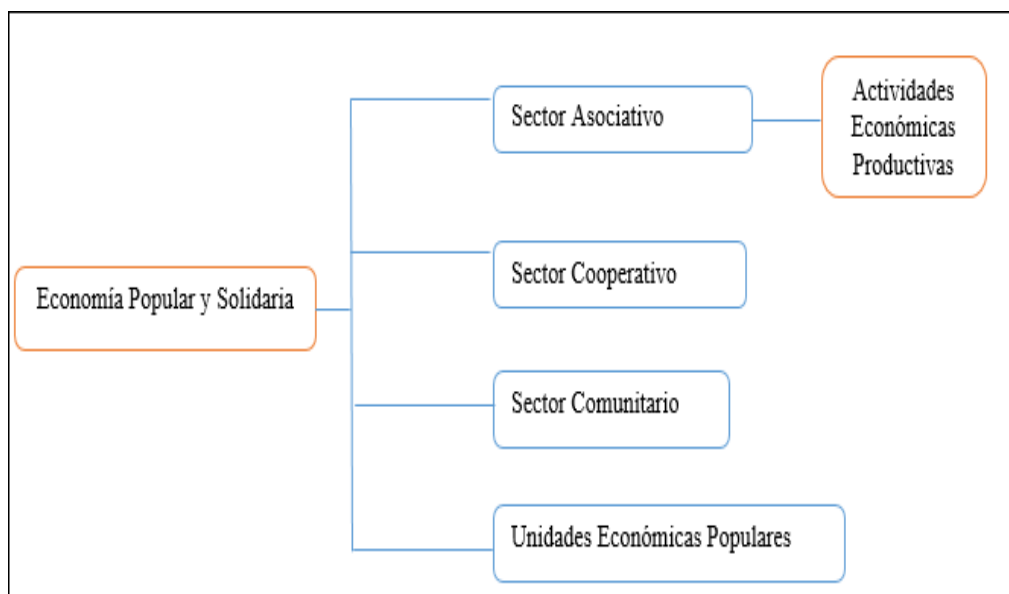 Economía Popular y Solidaria
Sector Asociativo
Actividades
Económicas
Productivas
Sector Cooperativo
Sector Comunitario
Unidades Económicas Populares